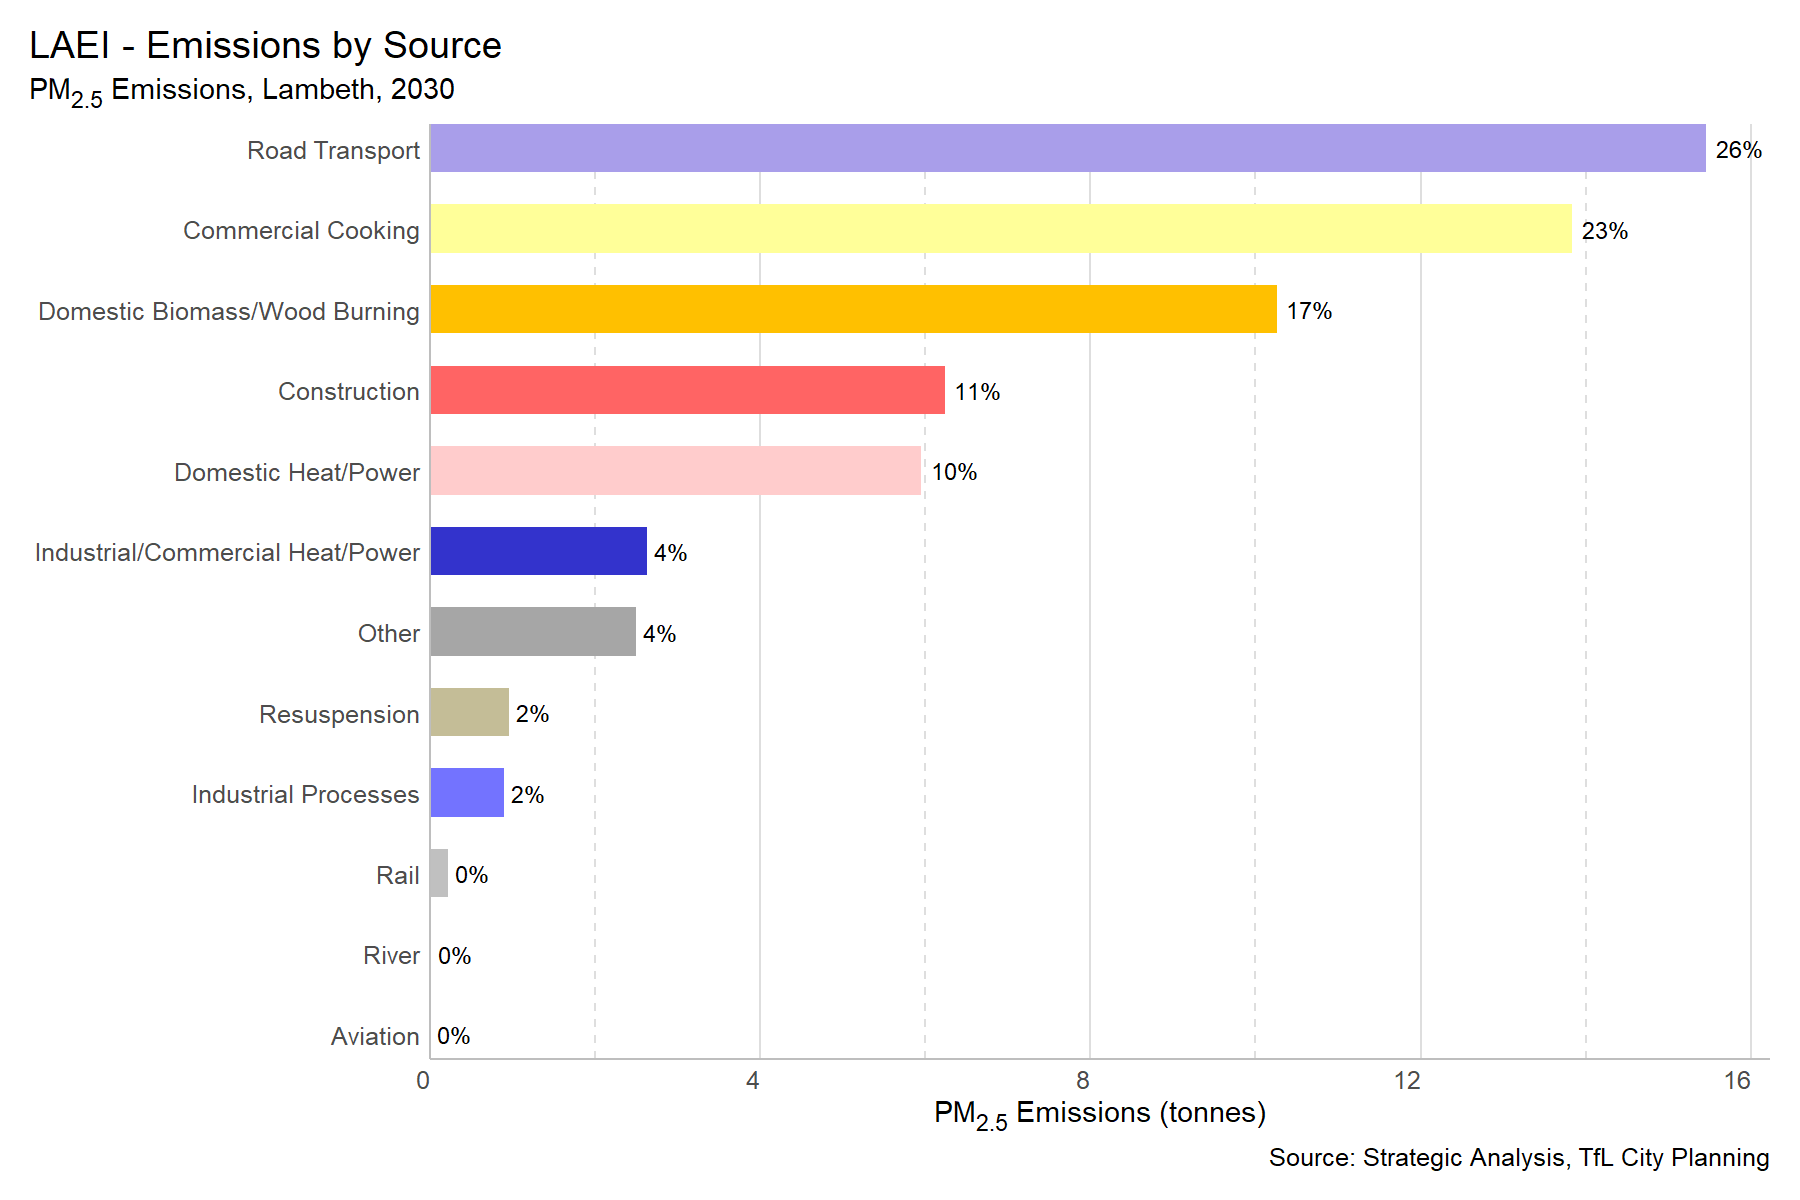 LAEI - Emissions by Source
PM2.5 Emissions, Lambeth, 2030
Road Transport 26%
Commercial Cooking 23%
Domestic Biomass/Wood Burning 17%
Construction 11%
Domestic Heat/Power 10%
Industrial/Commercial Heat/Power 4%
Other 4%
Resuspension 2%
Industrial Processes 2%
Rail 0%
River 0%
Aviation 0%
0 4 8 12 16
PM2.5 Emissions (tonnes)
Source: Strategic Analysis, TfL City Planning